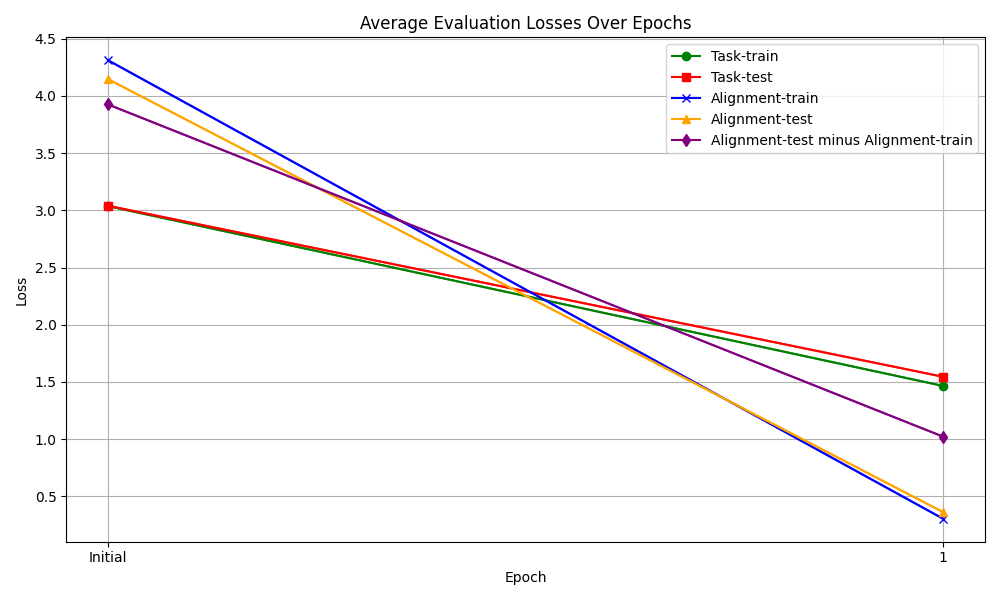 Average Evaluation Losses Over Epochs
4.5
4.0
3.5
3.0
2.5
2.0
1.5
1.0
0.5
Loss
Task-train
Task-test
Alignment-train
Alignment-test
Alignment-test minus Alignment-train
Initial
1
Epoch